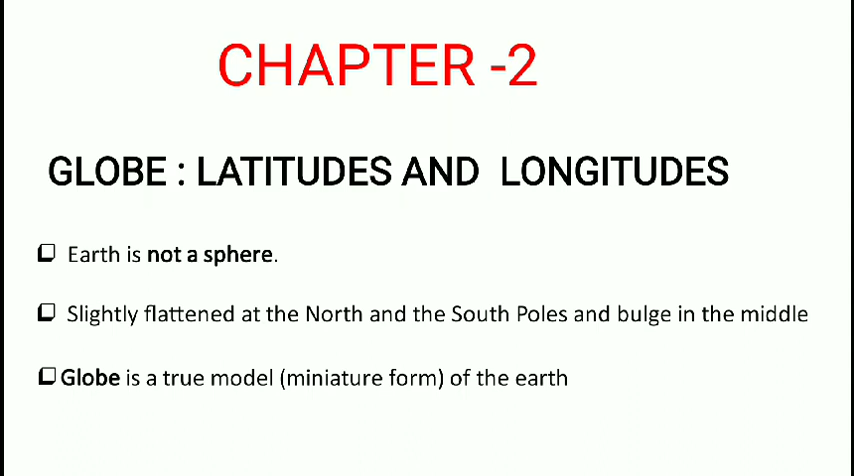 CHAPTER -2
GLOBE : LATITUDES AND LONGITUDES
❑ Earth is not a sphere.
❑ Slightly flattened at the North and the South Poles and bulge in the middle
❑ Globe is a true model (miniature form) of the earth